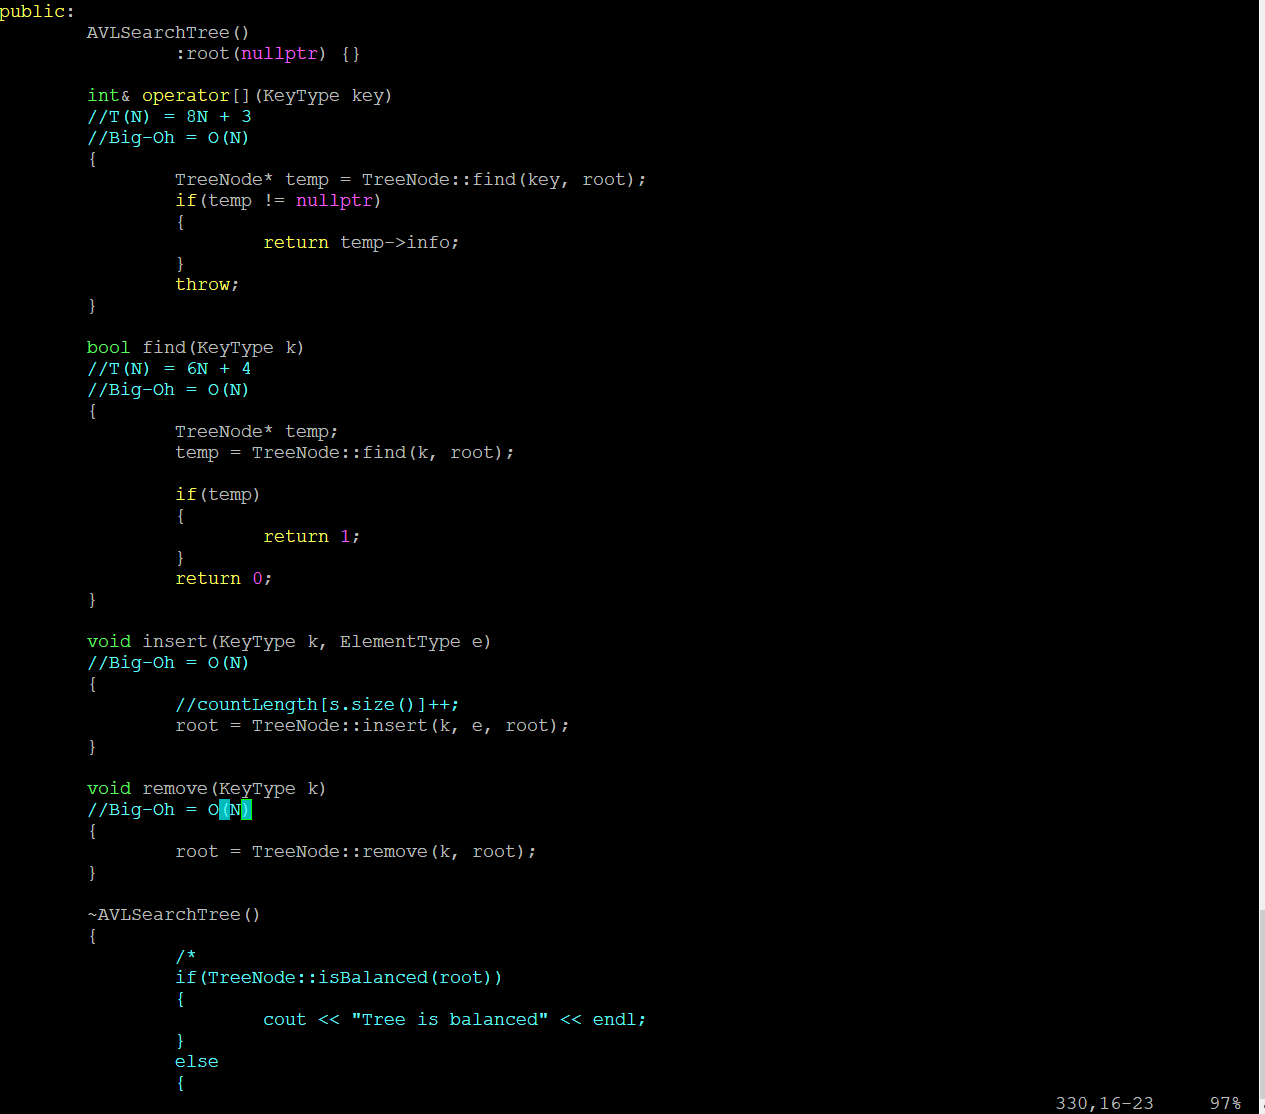 public:
AVLSearchTree()
:root(nullptr) {}
int& operator[](KeyType key)
//T(N) = 8N + 3
//Big-Oh = O(N)
{
TreeNode* temp = TreeNode::find(key, root);
if(temp != nullptr)
{
return temp->info;
}
throw;
}
bool find(KeyType k)
//T(N) = 6N + 4
//Big-Oh = O(N)
{
TreeNode* temp;
temp = TreeNode::find(k, root);
if(temp)
{
return 1;
}
return 0;
}
void insert(KeyType k, ElementType e)
//Big-Oh = O(N)
{
//countLength[s.size()]++;
root = TreeNode::insert(k, e, root);
}
void remove(KeyType k)
//Big-Oh = O(N)
{
root = TreeNode::remove(k, root);
}
~AVLSearchTree()
{
/*
if(TreeNode::isBalanced(root))
{
cout << "Tree is balanced" << endl;
}
else
{
330,16-23 97%